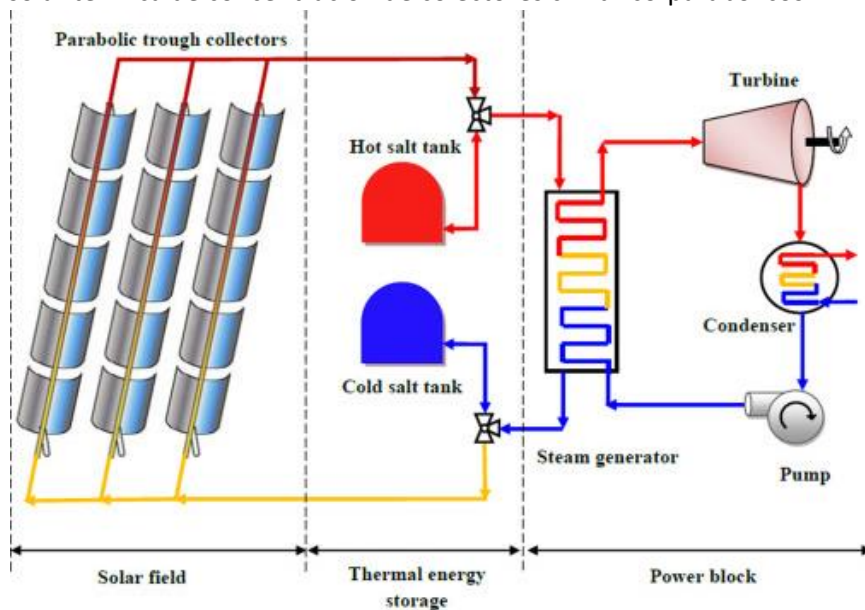 Parabolic trough collectors
Turbine
Hot salt tank
Condenser
Cold salt tank
Steam generator
Pump
Solar field
Thermal energy
storage
Power block